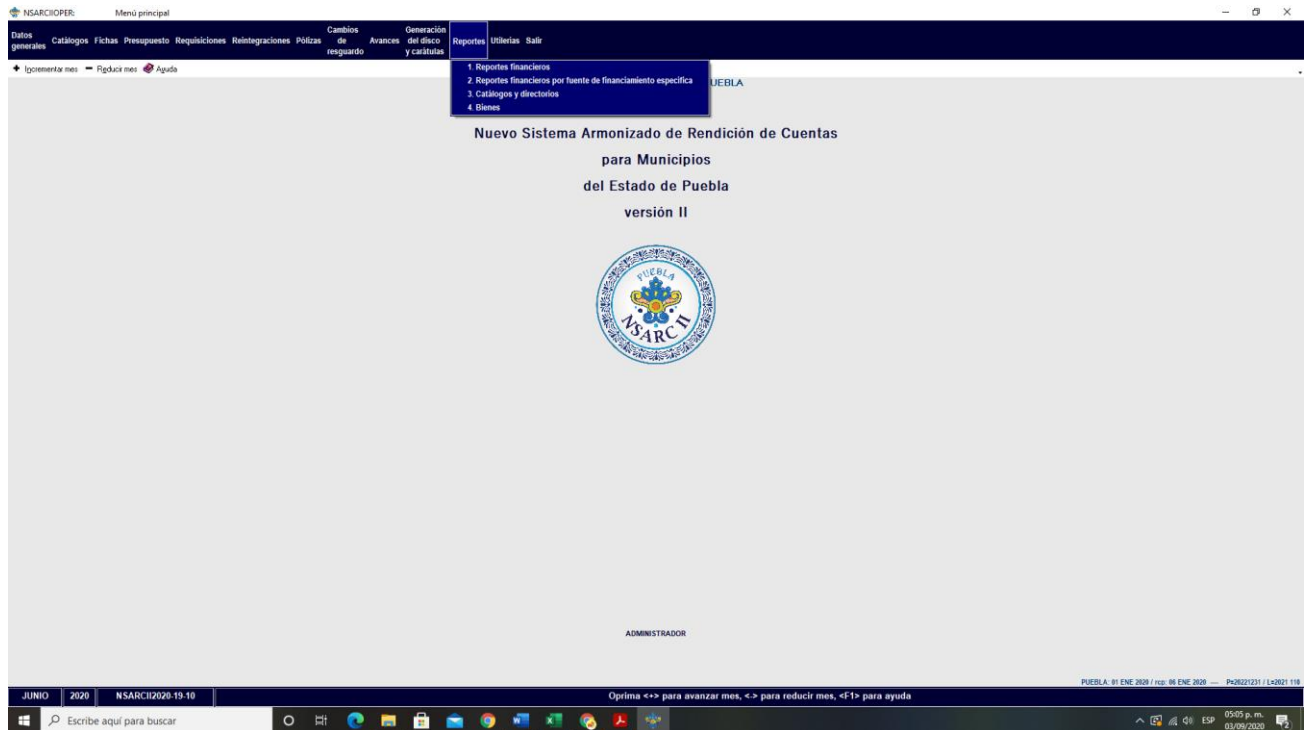 NSARCIIOPER: Menú principal
Datos generales Catálogos Fichas Presupuesto Requisiciones Reintegraciones Pólizas Cambios de resguardo Avances Generación del disco y carátulas Reportes Utilerías Salir
Incrementar mes Reducir mes Ayuda
1. Reportes financieros
2. Reportes financieros por fuente de financiamiento específica
3. Catálogos y directorios
4. Bienes
UEBLA
Nuevo Sistema Armonizado de Rendición de Cuentas
para Municipios
del Estado de Puebla
versión II
PUEBLA
NSARC II
ADMINISTRADOR
PUEBLA: 01 ENE 2020 / rcp: 06 ENE 2020 --- P=20221231 / L=2021 110
JUNIO 2020 NSARCII2020-19-10 Oprima <+> para avanzar mes, <-> para reducir mes, <F1> para ayuda
Escribe aquí para buscar
ESP 05:05 p. m.
03/09/2020
2